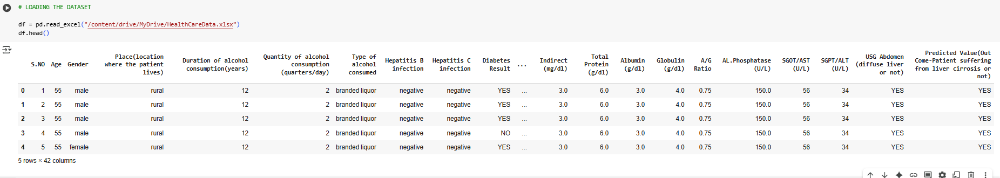 # LOADING THE DATASET
df = pd.read_excel("/content/drive/MyDrive/HealthCareData.xlsx")
df.head()
S.NO Age Gender Place(location where the patient lives) Duration of alcohol consumption(years) Quantity of alcohol consumption (quarters/day) Type of alcohol consumed Hepatitis B infection Hepatitis C infection Diabetes Result ... Indirect (mg/dl) Total Protein (g/dl) Albumin (g/dl) Globulin (g/dl) A/G Ratio AL.Phosphatase (U/L) SGOT/AST (U/L) SGPT/ALT (U/L) USG Abdomen (diffuse liver or not) Predicted Value(Out Come-Patient suffering from liver cirrosis or not)
0 1 55 male rural 12 2 branded liquor negative negative YES ... 3.0 6.0 3.0 4.0 0.75 150.0 56 34 YES YES
1 2 55 male rural 12 2 branded liquor negative negative YES ... 3.0 6.0 3.0 4.0 0.75 150.0 56 34 YES YES
2 3 55 male rural 12 2 branded liquor negative negative YES ... 3.0 6.0 3.0 4.0 0.75 150.0 56 34 YES YES
3 4 55 male rural 12 2 branded liquor negative negative NO ... 3.0 6.0 3.0 4.0 0.75 150.0 56 34 YES YES
4 5 55 female rural 12 2 branded liquor negative negative YES ... 3.0 6.0 3.0 4.0 0.75 150.0 56 34 YES YES
5 rows × 42 columns